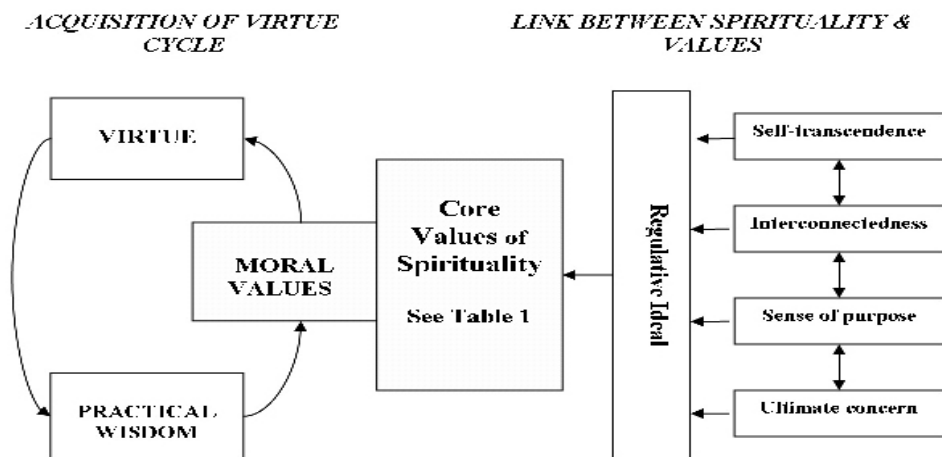 ACQUISITION OF VIRTUE
CYCLE
LINK BETWEEN SPIRITUALITY &
VALUES
VIRTUE
MORAL
VALUES
PRACTICAL
WISDOM
Core
Values of
Spirituality
See Table 1
Regulative Ideal
Self-transcendence
Interconnectedness
Sense of purpose
Ultimate concern